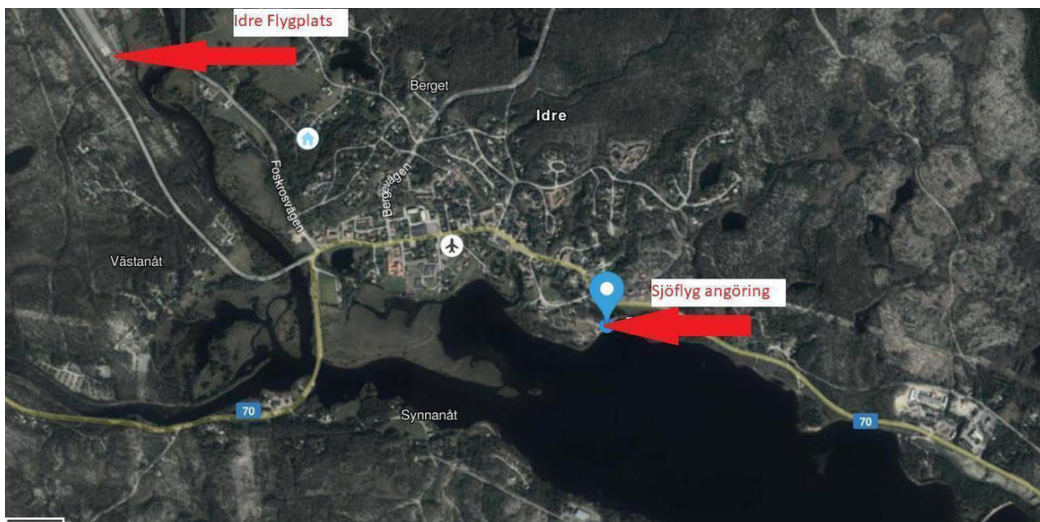 Idre Flygplats
Berget
Idre
Foskrosvägen
Bergevägen
Västanåt
Sjöflyg angöring
70
Synnanåt
70